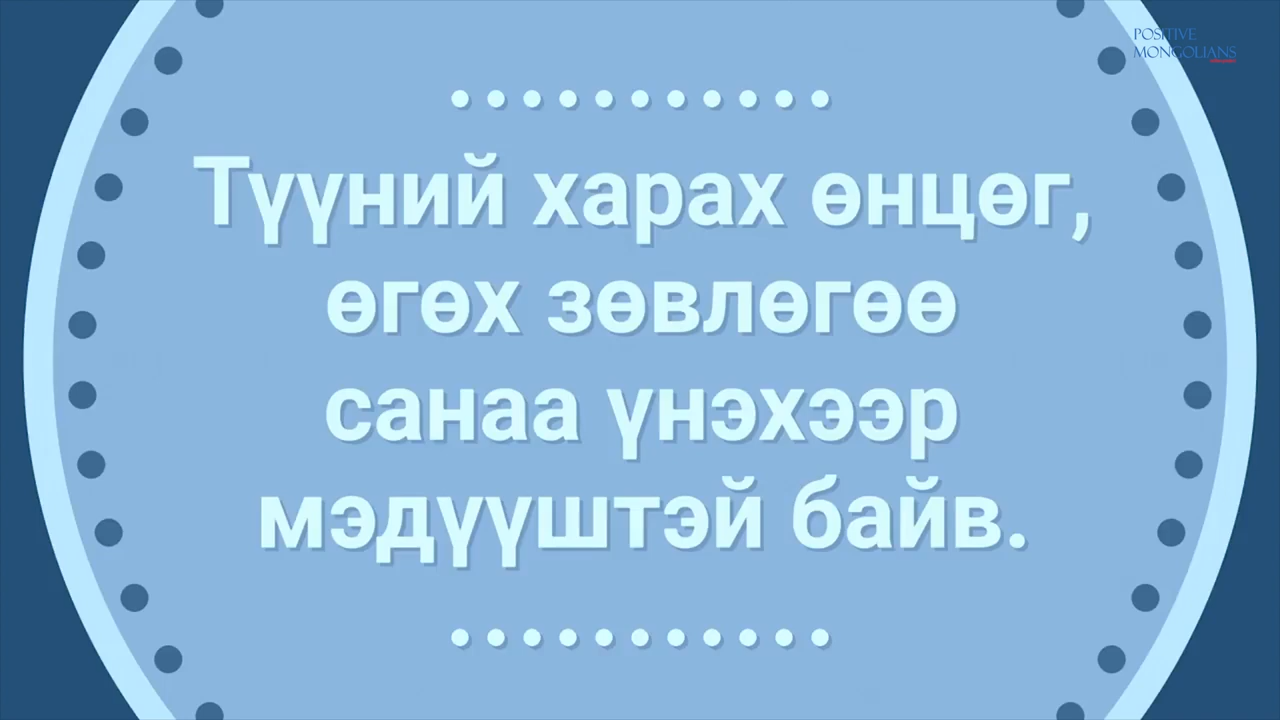 POSITIVE
MONGOLIANS
Түүний харах өнцөг,
өгөх зөвлөгөө
санаа үнэхээр
мэдүүштэй байв.